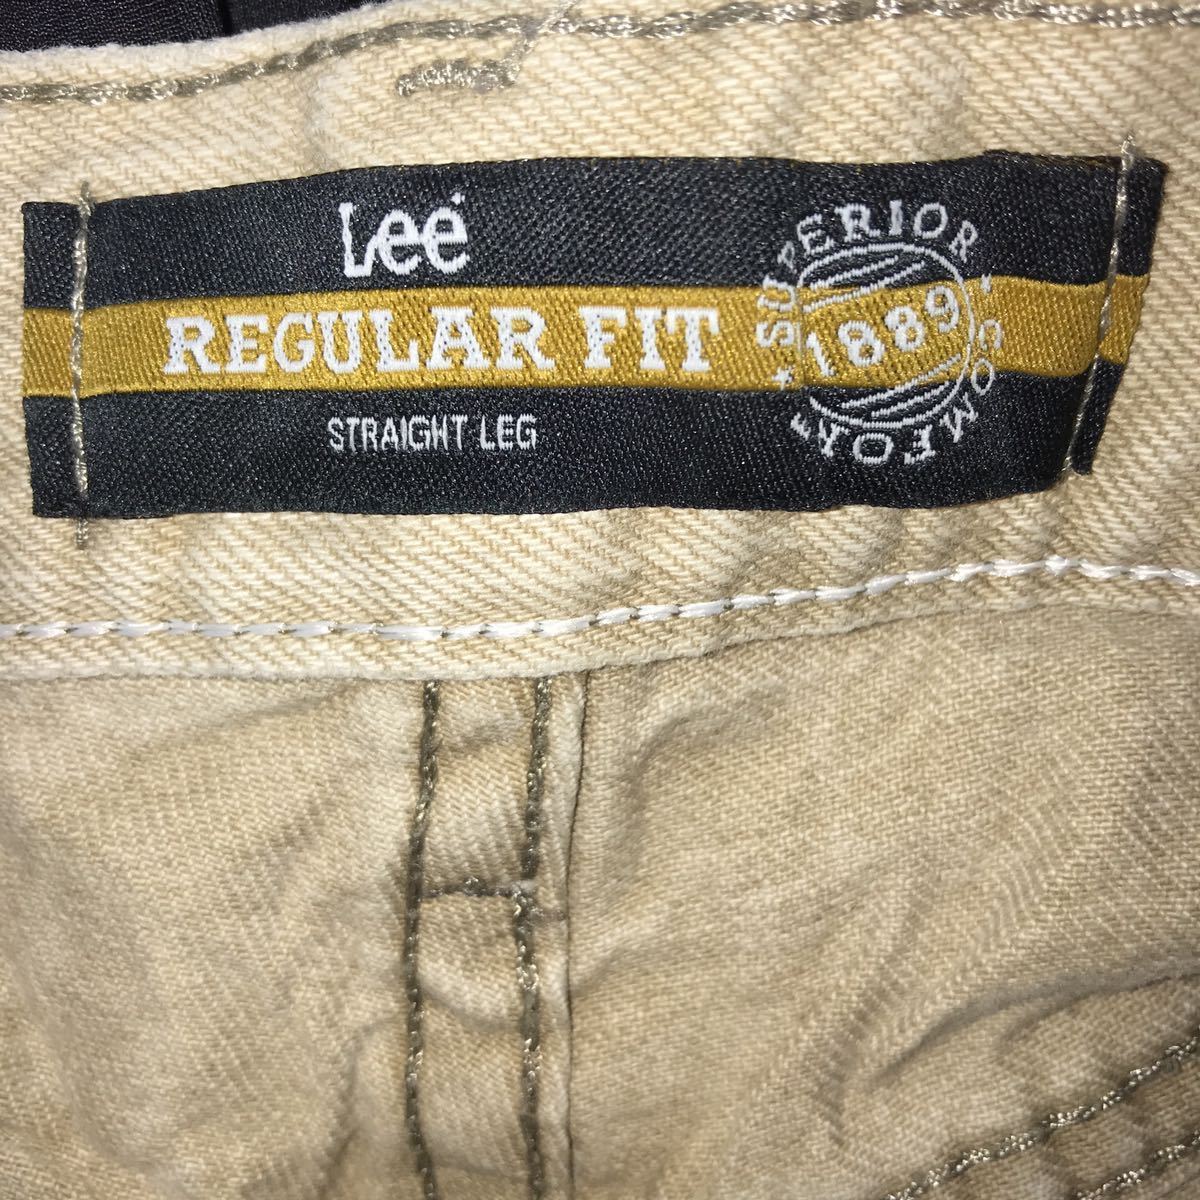 Lee
REGULAR FIT
STRAIGHT LEG
SUPERIOR COMFORT
1889